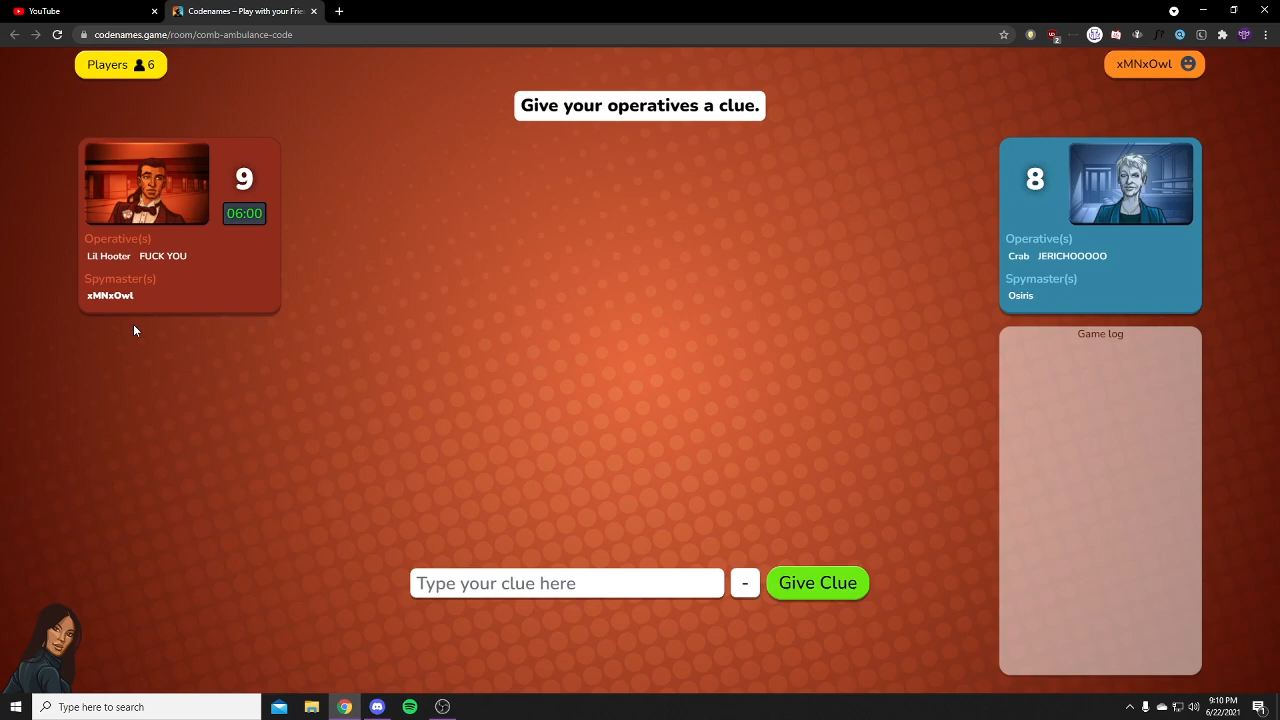 YouTube
Codenames – Play with your Frie
codenames.game/room/comb-ambulance-code
2
Players 6
xMNxOwl
Give your operatives a clue.
9
06:00
Operative(s)
Lil Hooter FUCK YOU
Spymaster(s)
xMNxOwl
8
Operative(s)
Crab JERICHOOOOO
Spymaster(s)
Osiris
Game log
Type your clue here
-
Give Clue
Type here to search
9:10 PM
6/22/2021